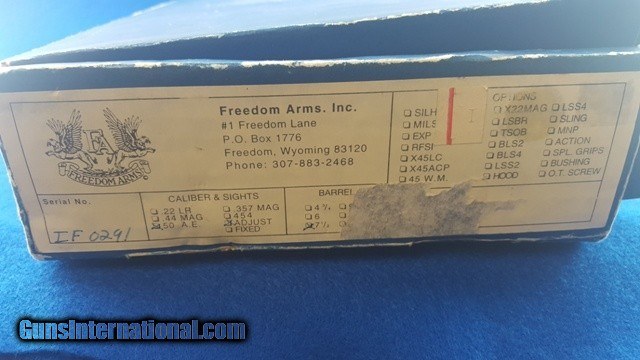 FREEDOM ARMS
Freedom Arms. Inc.
#1 Freedom Lane
P.O. Box 1776
Freedom, Wyoming 83120
Phone: 307-883-2468
Serial No.
IF 0291
CALIBER & SIGHTS
☐ .22 LR ☐ .357 MAG
☐ .44 MAG ☐ 454
☒ .50 A.E. ☒ ADJUST
☐ FIXED
BARREL
☐ 4¾
☐ 6
☒ 7½
OPTIONS
☐ SILH ☐ X22MAG ☐ LSS4
☐ MILS ☐ LSBR ☐ SLING
☐ EXP ☐ TSOB ☐ MNP
☐ RFSI ☐ BLS2 ☐ ACTION
☐ X45LC ☐ BLS4 ☐ SPL. GRIPS
☐ X45ACP ☐ LSS2 ☐ BUSHING
☐ 45 W.M. ☐ HOOD ☐ O.T. SCREW
GunsInternational.com